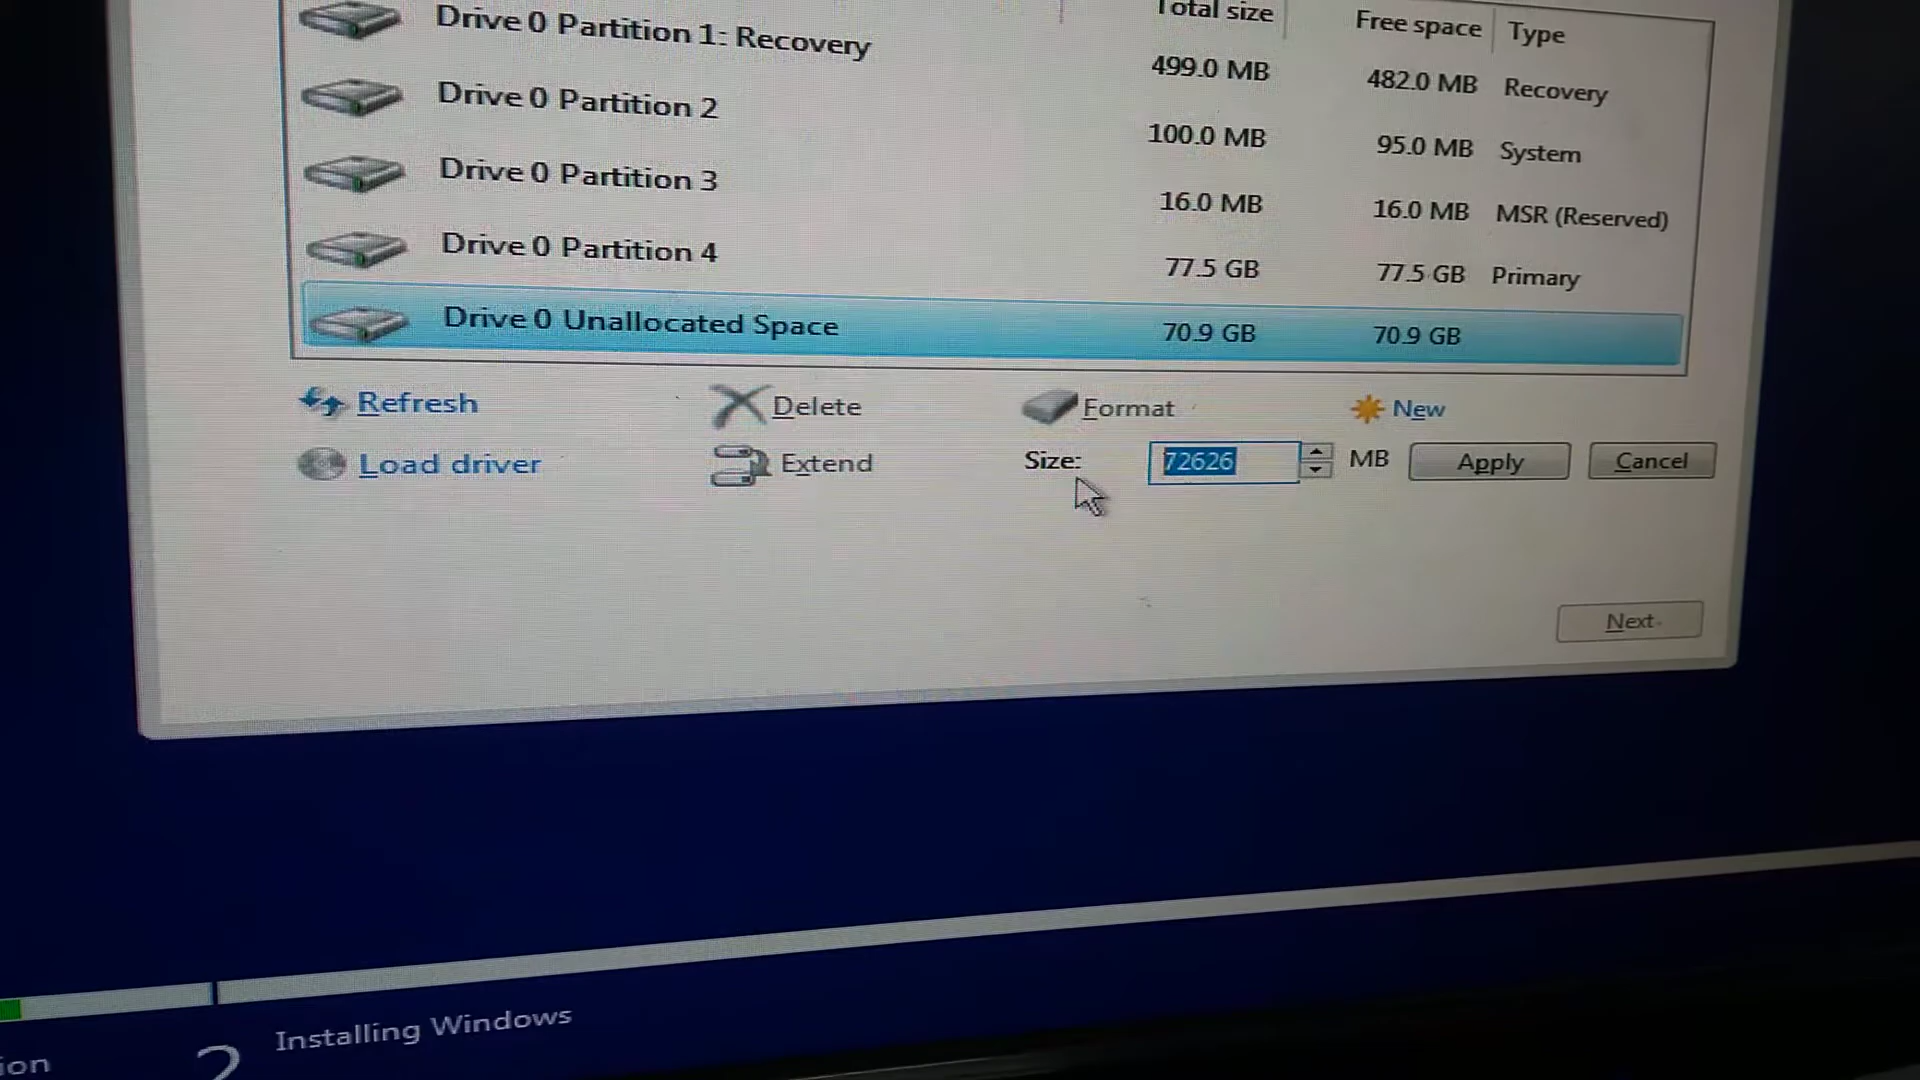 Total size Free space Type
Drive 0 Partition 1: Recovery 499.0 MB 482.0 MB Recovery
Drive 0 Partition 2 100.0 MB 95.0 MB System
Drive 0 Partition 3 16.0 MB 16.0 MB MSR (Reserved)
Drive 0 Partition 4 77.5 GB 77.5 GB Primary
Drive 0 Unallocated Space 70.9 GB 70.9 GB
Refresh Delete Format New
Load driver Extend Size: 72626 MB Apply Cancel
Next
ion 2 Installing Windows